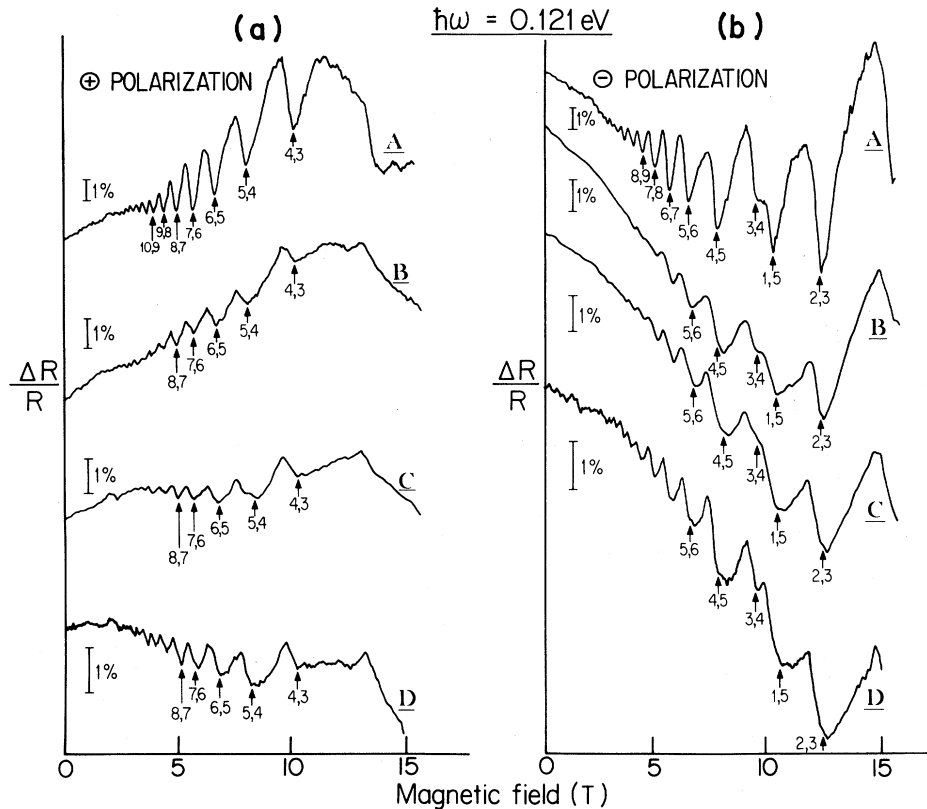 ħω = 0.121 eV
(a)
⊕ POLARIZATION
1%
A
10,9
9,8
8,7
7,6
6,5
5,4
4,3
1%
B
8,7
7,6
6,5
5,4
4,3
1%
C
8,7
7,6
6,5
5,4
4,3
1%
D
8,7
7,6
6,5
5,4
4,3
ΔR
R
0 5 10 15
(b)
⊖ POLARIZATION
1%
A
8,9
7,8
6,7
5,6
4,5
3,4
1,5
2,3
1%
B
5,6
4,5
3,4
1,5
2,3
1%
C
5,6
4,5
3,4
1,5
2,3
D
5,6
4,5
3,4
1,5
2,3
ΔR
R
0 5 10 15
Magnetic field (T)